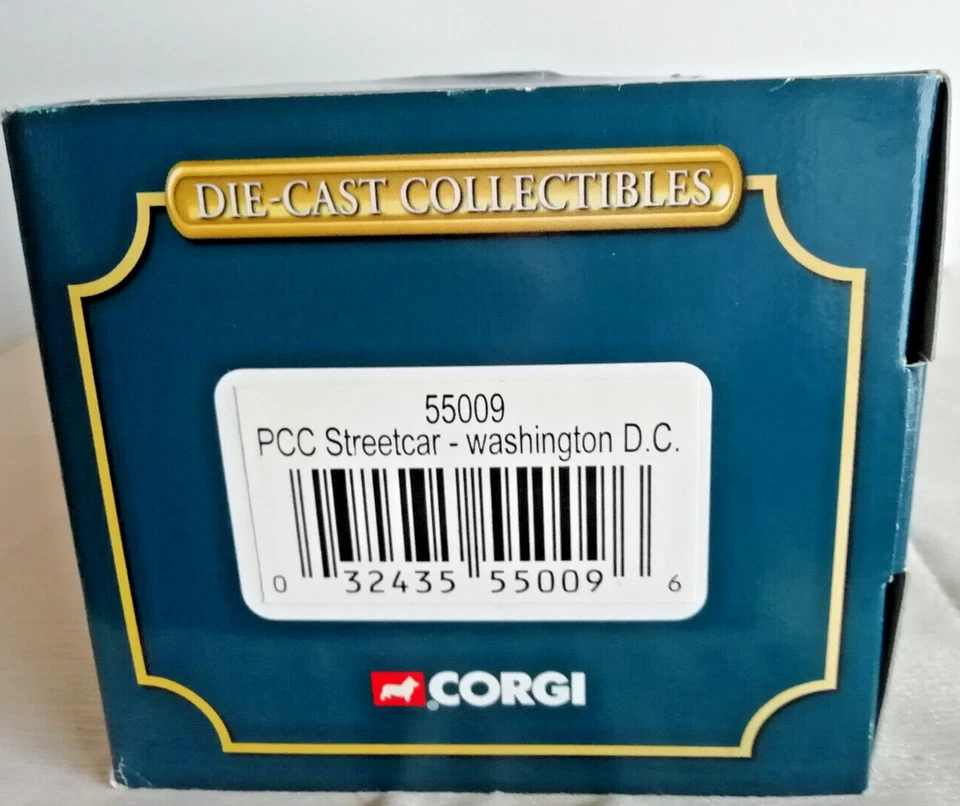 DIE-CAST COLLECTIBLES
55009
PCC Streetcar - washington D.C.
0 32435 55009 6
CORGI